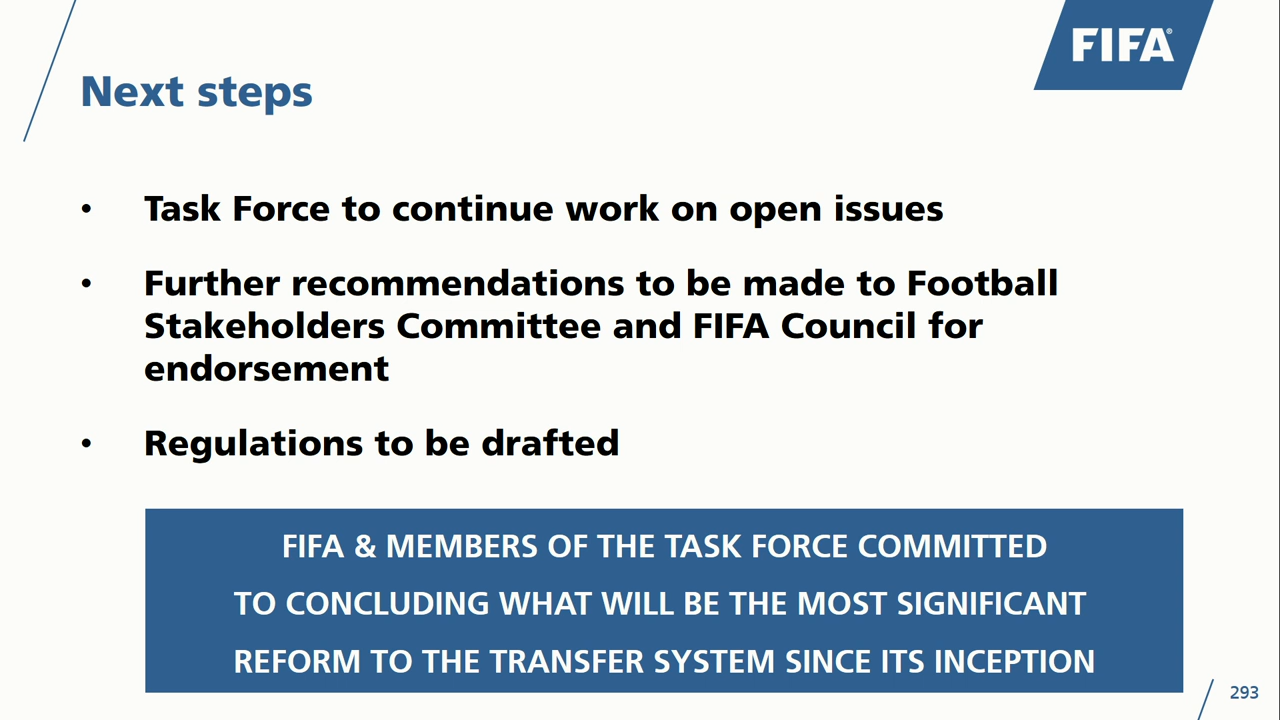 FIFA®
Next steps
• Task Force to continue work on open issues
• Further recommendations to be made to Football
Stakeholders Committee and FIFA Council for
endorsement
• Regulations to be drafted
FIFA & MEMBERS OF THE TASK FORCE COMMITTED
TO CONCLUDING WHAT WILL BE THE MOST SIGNIFICANT
REFORM TO THE TRANSFER SYSTEM SINCE ITS INCEPTION
293